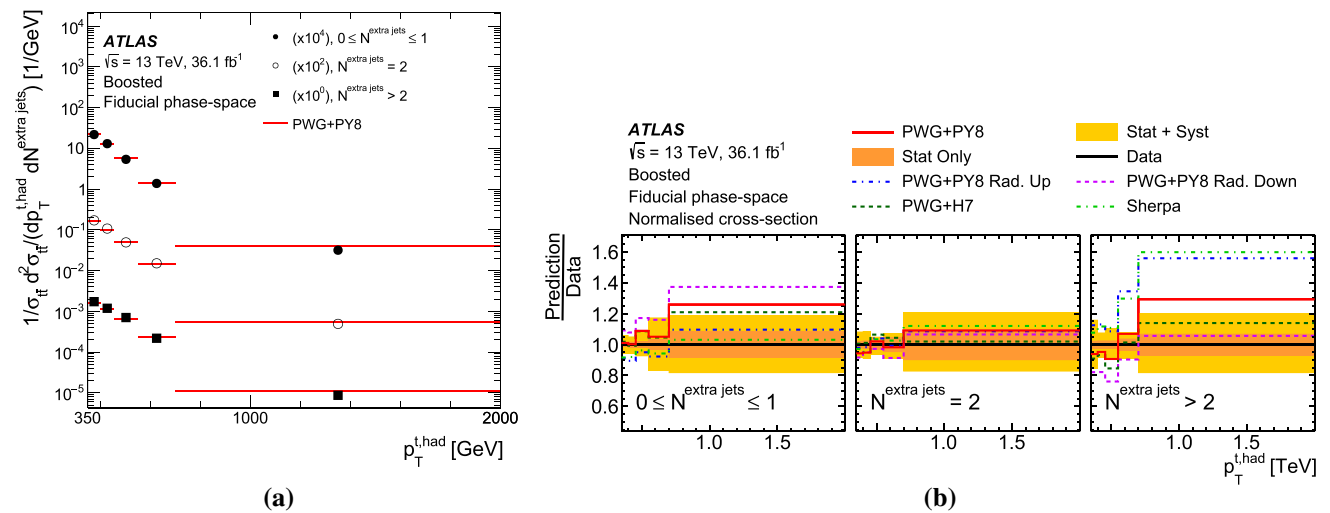 1/σtt̄ d²σtt̄/(dp_T^t,had dN^extra jets) [1/GeV]
10⁴
10³
10²
10
1
10⁻¹
10⁻²
10⁻³
10⁻⁴
10⁻⁵
ATLAS
√s = 13 TeV, 36.1 fb⁻¹
Boosted
Fiducial phase-space
(x10⁴), 0 ≤ N^extra jets ≤ 1
(x10²), N^extra jets = 2
(x10⁰), N^extra jets > 2
PWG+PY8
350 1000 2000
p_T^t,had [GeV]
(a)
ATLAS
√s = 13 TeV, 36.1 fb⁻¹
Boosted
Fiducial phase-space
Normalised cross-section
PWG+PY8
Stat Only
PWG+PY8 Rad. Up
PWG+H7
Stat + Syst
Data
PWG+PY8 Rad. Down
Sherpa
Prediction
Data
1.6
1.4
1.2
1.0
0.8
0.6
0 ≤ N^extra jets ≤ 1
N^extra jets = 2
N^extra jets > 2
1.0 1.5
1.0 1.5
1.0 1.5
p_T^t,had [TeV]
(b)